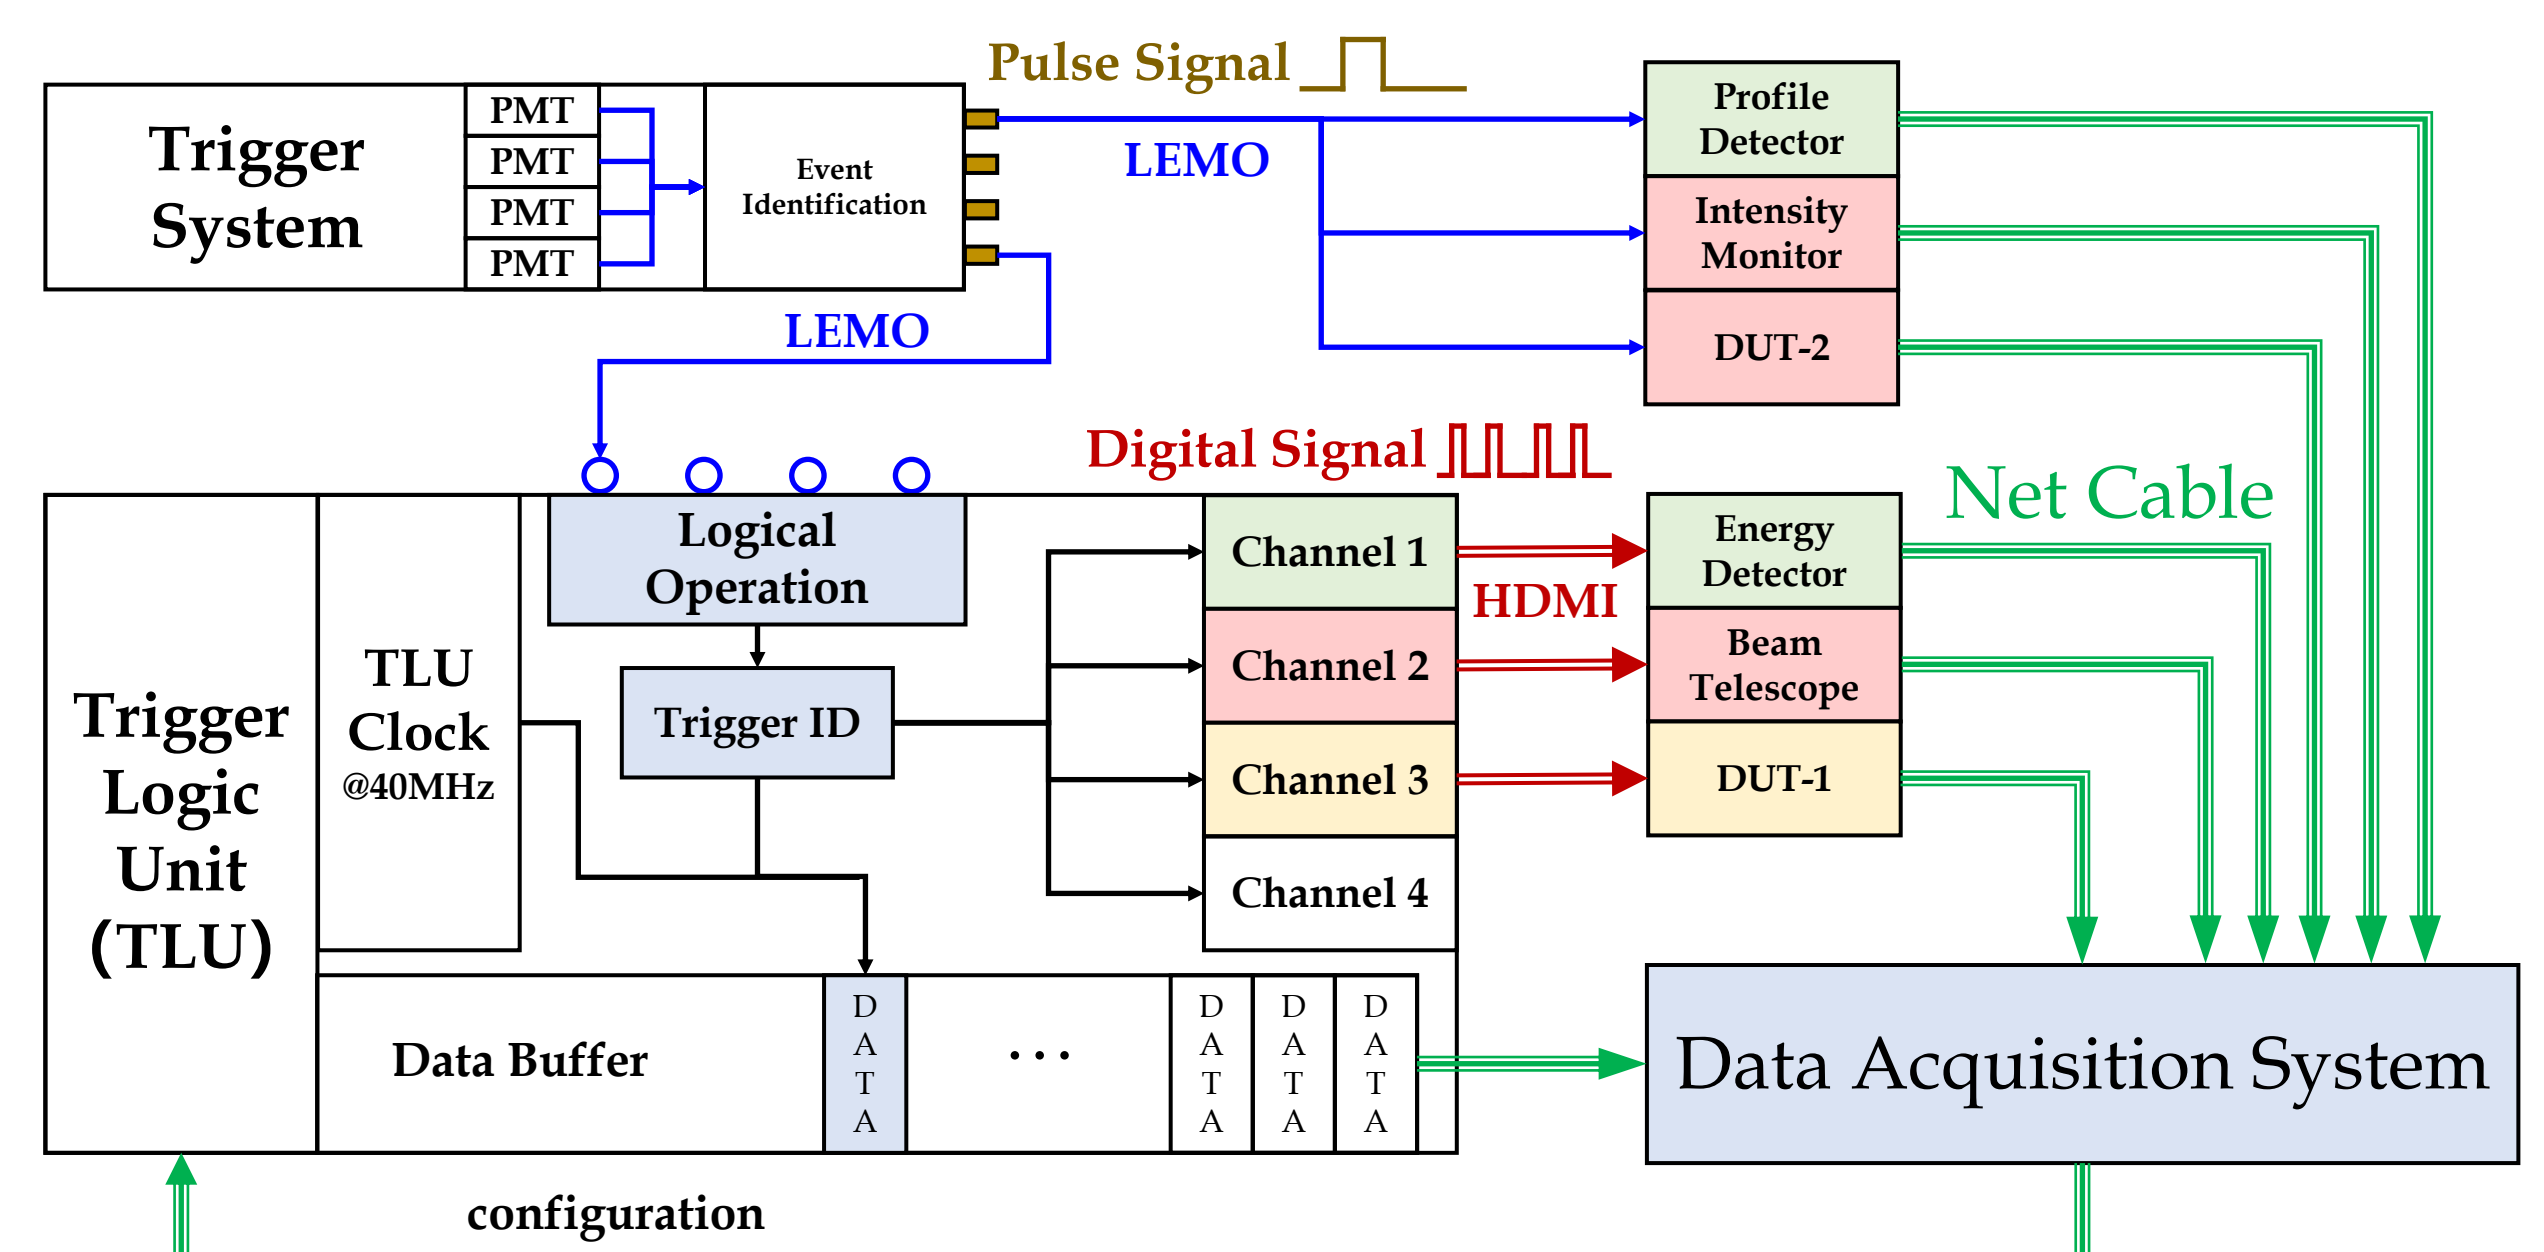 Pulse Signal
Trigger
System
PMT
PMT
PMT
PMT
Event
Identification
LEMO
Profile
Detector
Intensity
Monitor
DUT-2
LEMO
Digital Signal
Net Cable
Trigger
Logic
Unit
(TLU)
TLU
Clock
@40MHz
Logical
Operation
Trigger ID
Channel 1
Channel 2
Channel 3
Channel 4
HDMI
Energy
Detector
Beam
Telescope
DUT-1
Data Buffer
D
A
T
A
...
D
A
T
A
D
A
T
A
D
A
T
A
Data Acquisition System
configuration